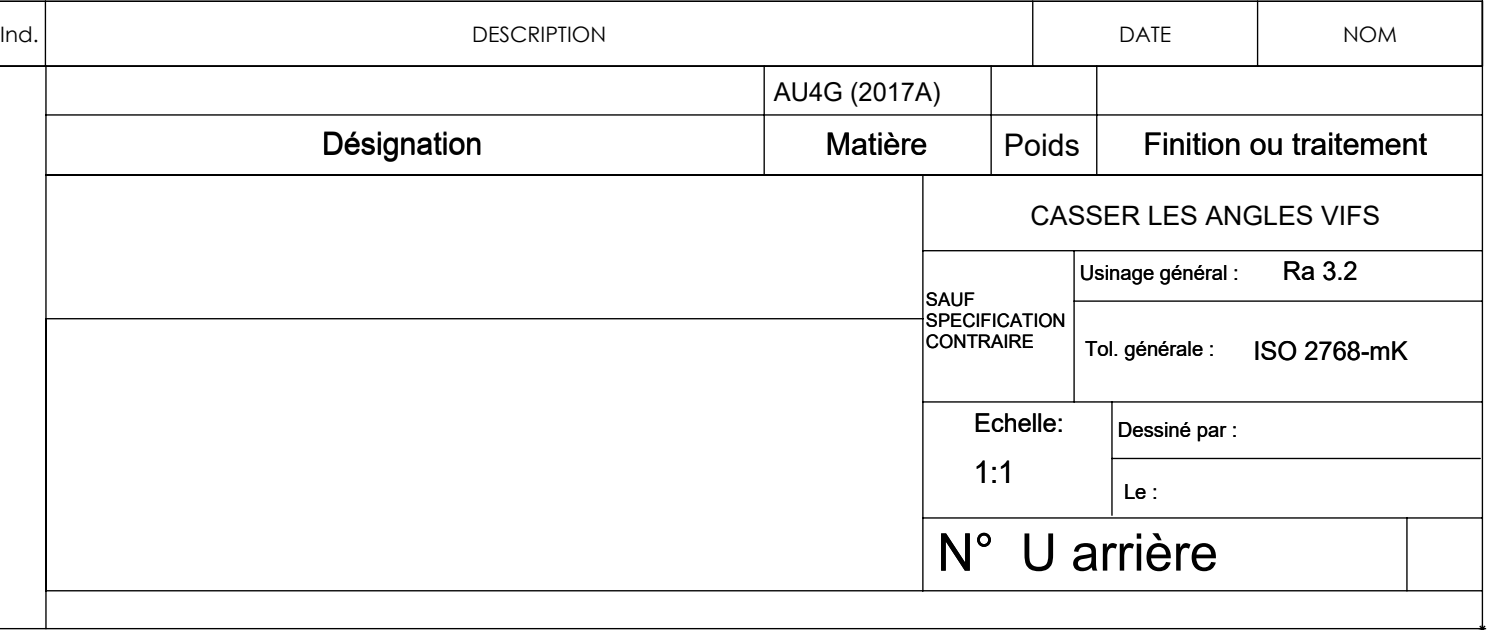 Ind. DESCRIPTION DATE NOM
AU4G (2017A)
Désignation Matière Poids Finition ou traitement
CASSER LES ANGLES VIFS
SAUF
SPECIFICATION
CONTRAIRE
Usinage général : Ra 3.2
Tol. générale : ISO 2768-mK
Echelle:
1:1
Dessiné par :
Le :
N° U arrière